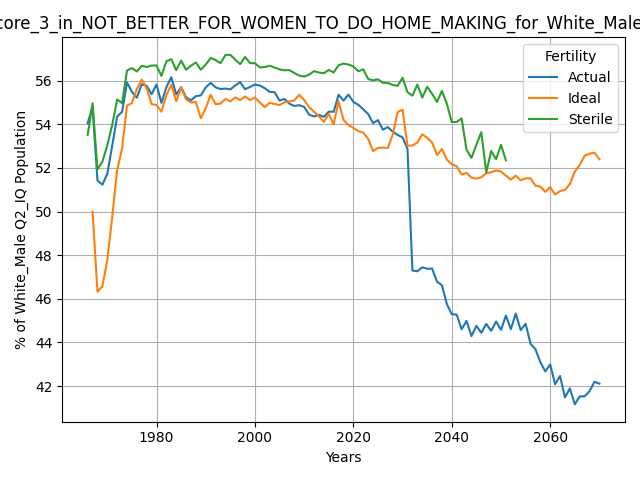 core_3_in_NOT_BETTER_FOR_WOMEN_TO_DO_HOME_MAKING_for_White_Male
Fertility
Actual
Ideal
Sterile
% of White_Male Q2_IQ Population
56
54
52
50
48
46
44
42
1980
2000
2020
2040
2060
Years